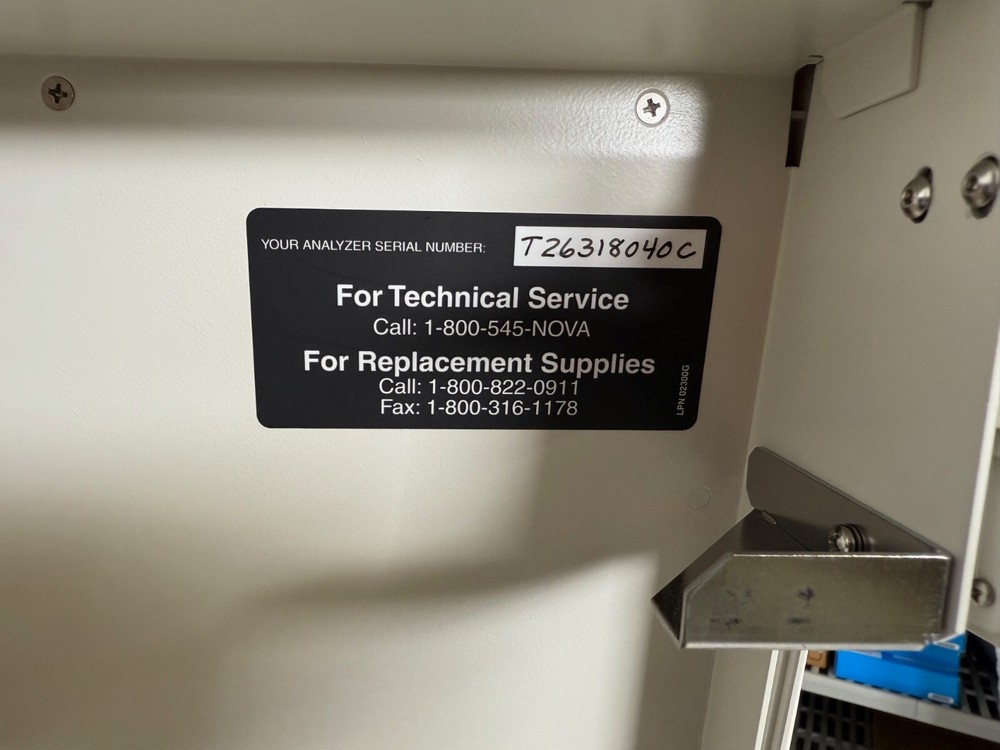 YOUR ANALYZER SERIAL NUMBER: T26318040C
For Technical Service
Call: 1-800-545-NOVA
For Replacement Supplies
Call: 1-800-822-0911
Fax: 1-800-316-1178
LPN 02300G